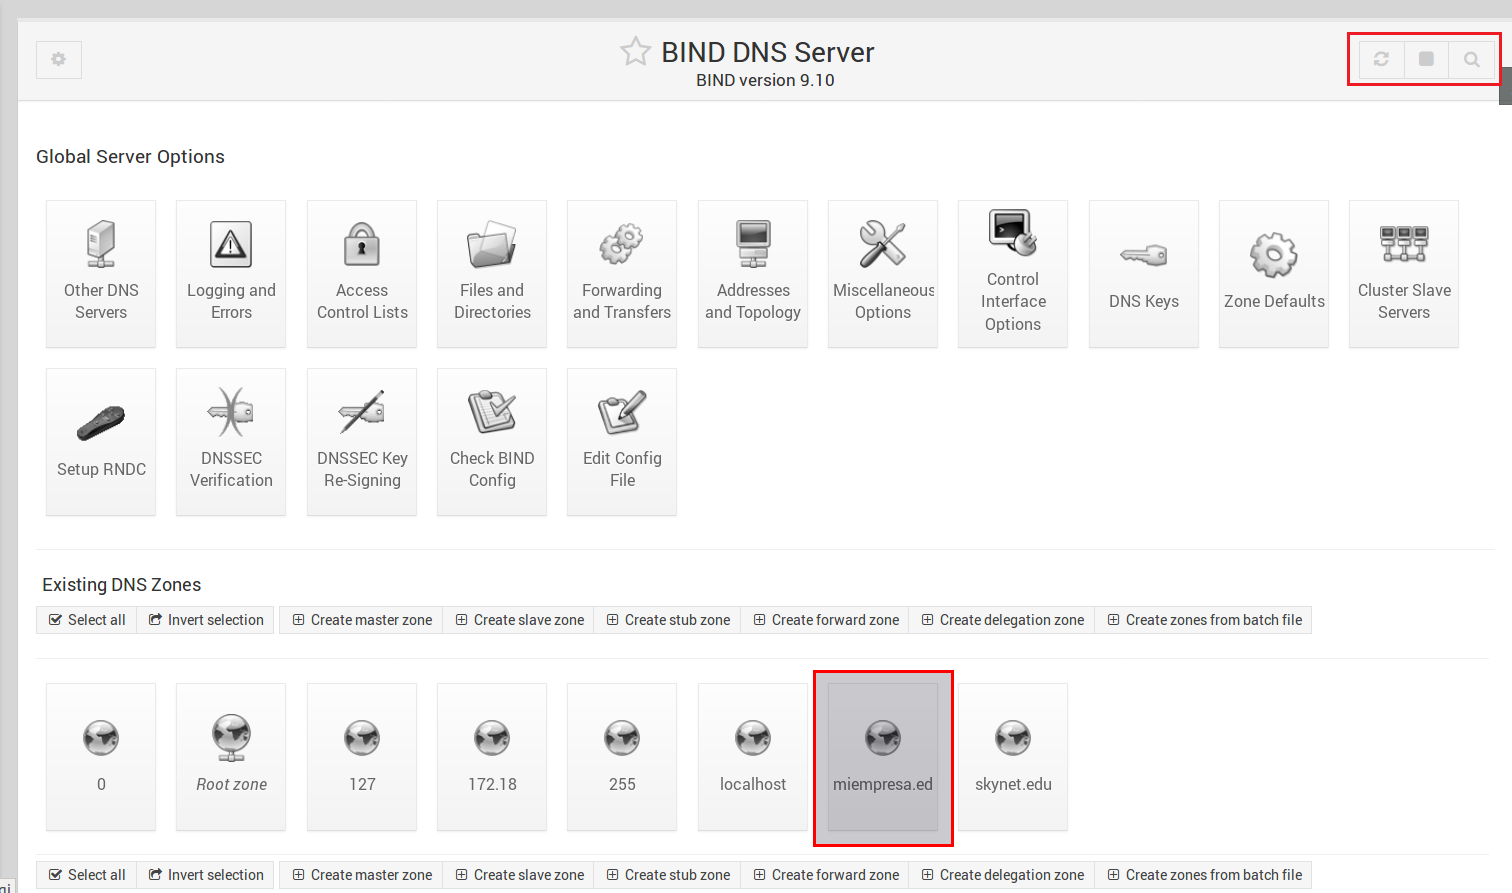 BIND DNS Server
BIND version 9.10
Global Server Options
Other DNS
Servers
Logging and
Errors
Access
Control Lists
Files and
Directories
Forwarding
and Transfers
Addresses
and Topology
Miscellaneous
Options
Control
Interface
Options
DNS Keys
Zone Defaults
Cluster Slave
Servers
Setup RNDC
DNSSEC
Verification
DNSSEC Key
Re-Signing
Check BIND
Config
Edit Config
File
Existing DNS Zones
Select all Invert selection Create master zone Create slave zone Create stub zone Create forward zone Create delegation zone Create zones from batch file
0
Root zone
127
172.18
255
localhost
miempresa.ed
skynet.edu
Select all Invert selection Create master zone Create slave zone Create stub zone Create forward zone Create delegation zone Create zones from batch file